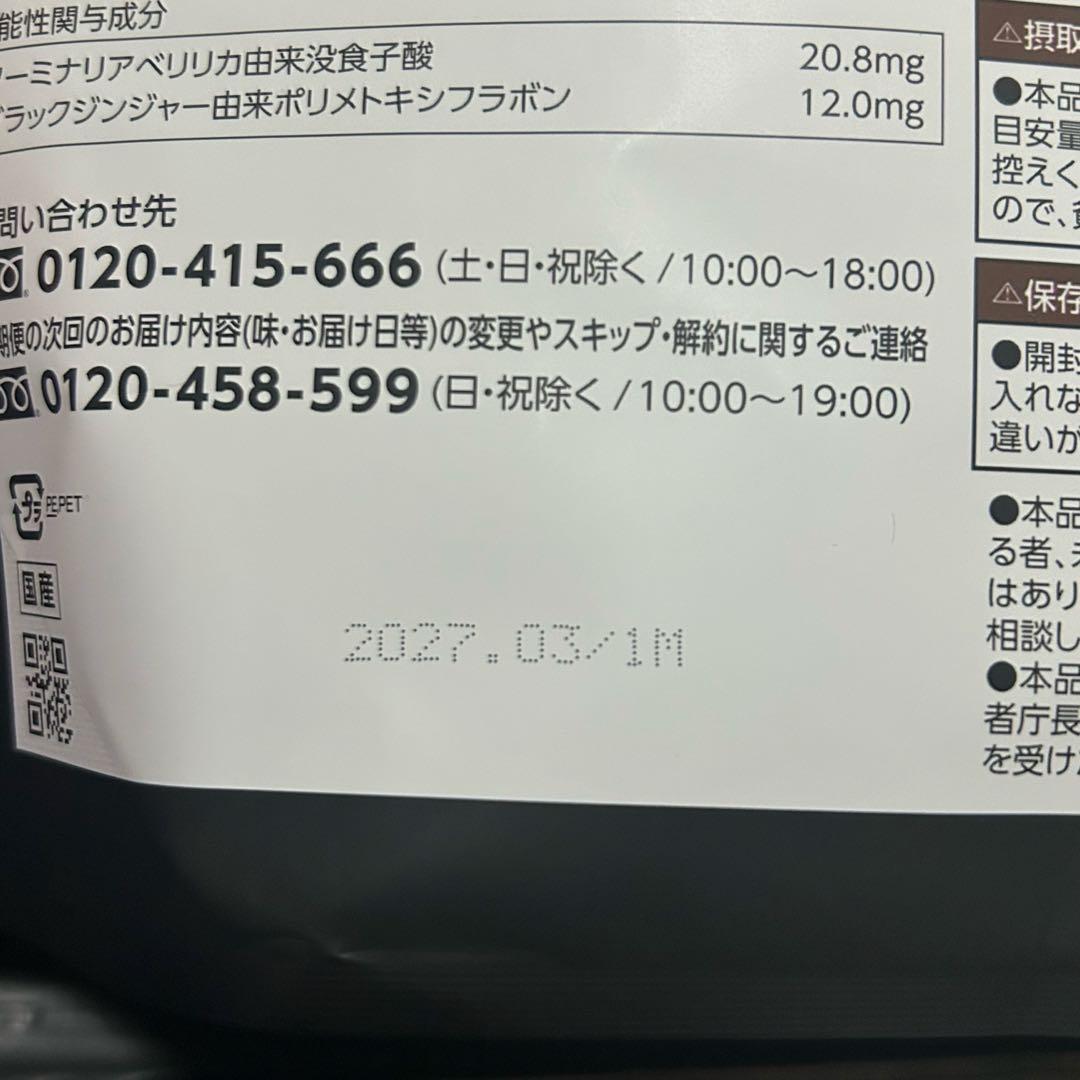 能性関与成分
ターミナリアベリリカ由来没食子酸 20.8mg
ブラックジンジャー由来ポリメトキシフラボン 12.0mg
問い合わせ先
0120-415-666 (土・日・祝除く/10:00〜18:00)
期便の次回のお届け内容(味・お届け日等)の変更やスキップ・解約に関するご連絡
0120-458-599 (日・祝除く/10:00〜19:00)
プラ PE,PET
国産
2027.03/1M
⚠摂取
●本品
目安量
控えく
ので、
⚠保存
●開封
入れな
違いが
●本品
る者、
はあり
相談し
●本品
者庁長
を受け